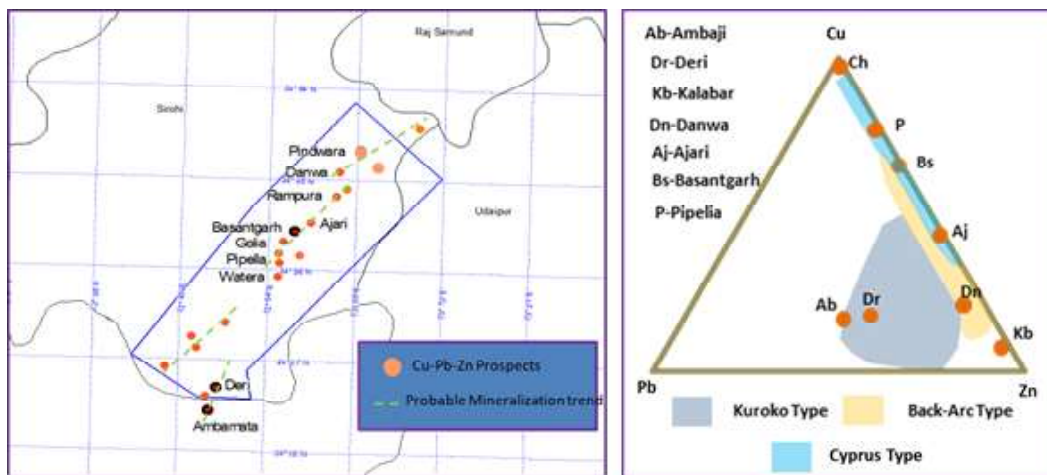 Raj Samund
Sirohi
Pindwara
Danwa
Rampura
Udaipur
Basantgarh
Ajari
Golia
Pipella
Watera
Deri
Ambamata
Cu-Pb-Zn Prospects
Probable Mineralization trend
Ab-Ambaji
Dr-Deri
Kb-Kalabar
Dn-Danwa
Aj-Ajari
Bs-Basantgarh
P-Pipelia
Cu
Ch
P
Bs
Aj
Dn
Ab
Dr
Kb
Pb
Zn
Kuroko Type
Back-Arc Type
Cyprus Type